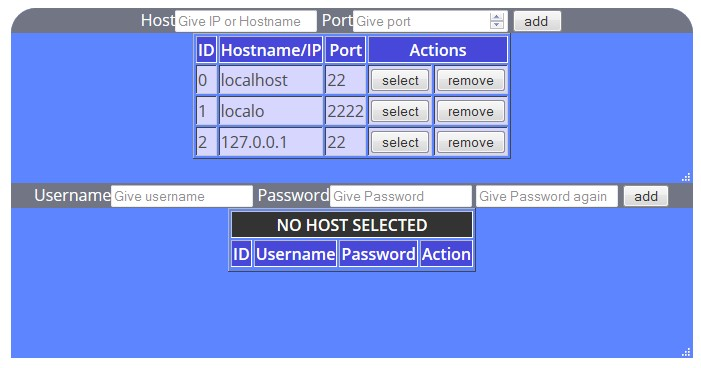 Host Give IP or Hostname Port Give port add
ID Hostname/IP Port Actions
0 localhost 22 select remove
1 localo 2222 select remove
2 127.0.0.1 22 select remove
Username Give username Password Give Password Give Password again add
NO HOST SELECTED
ID Username Password Action